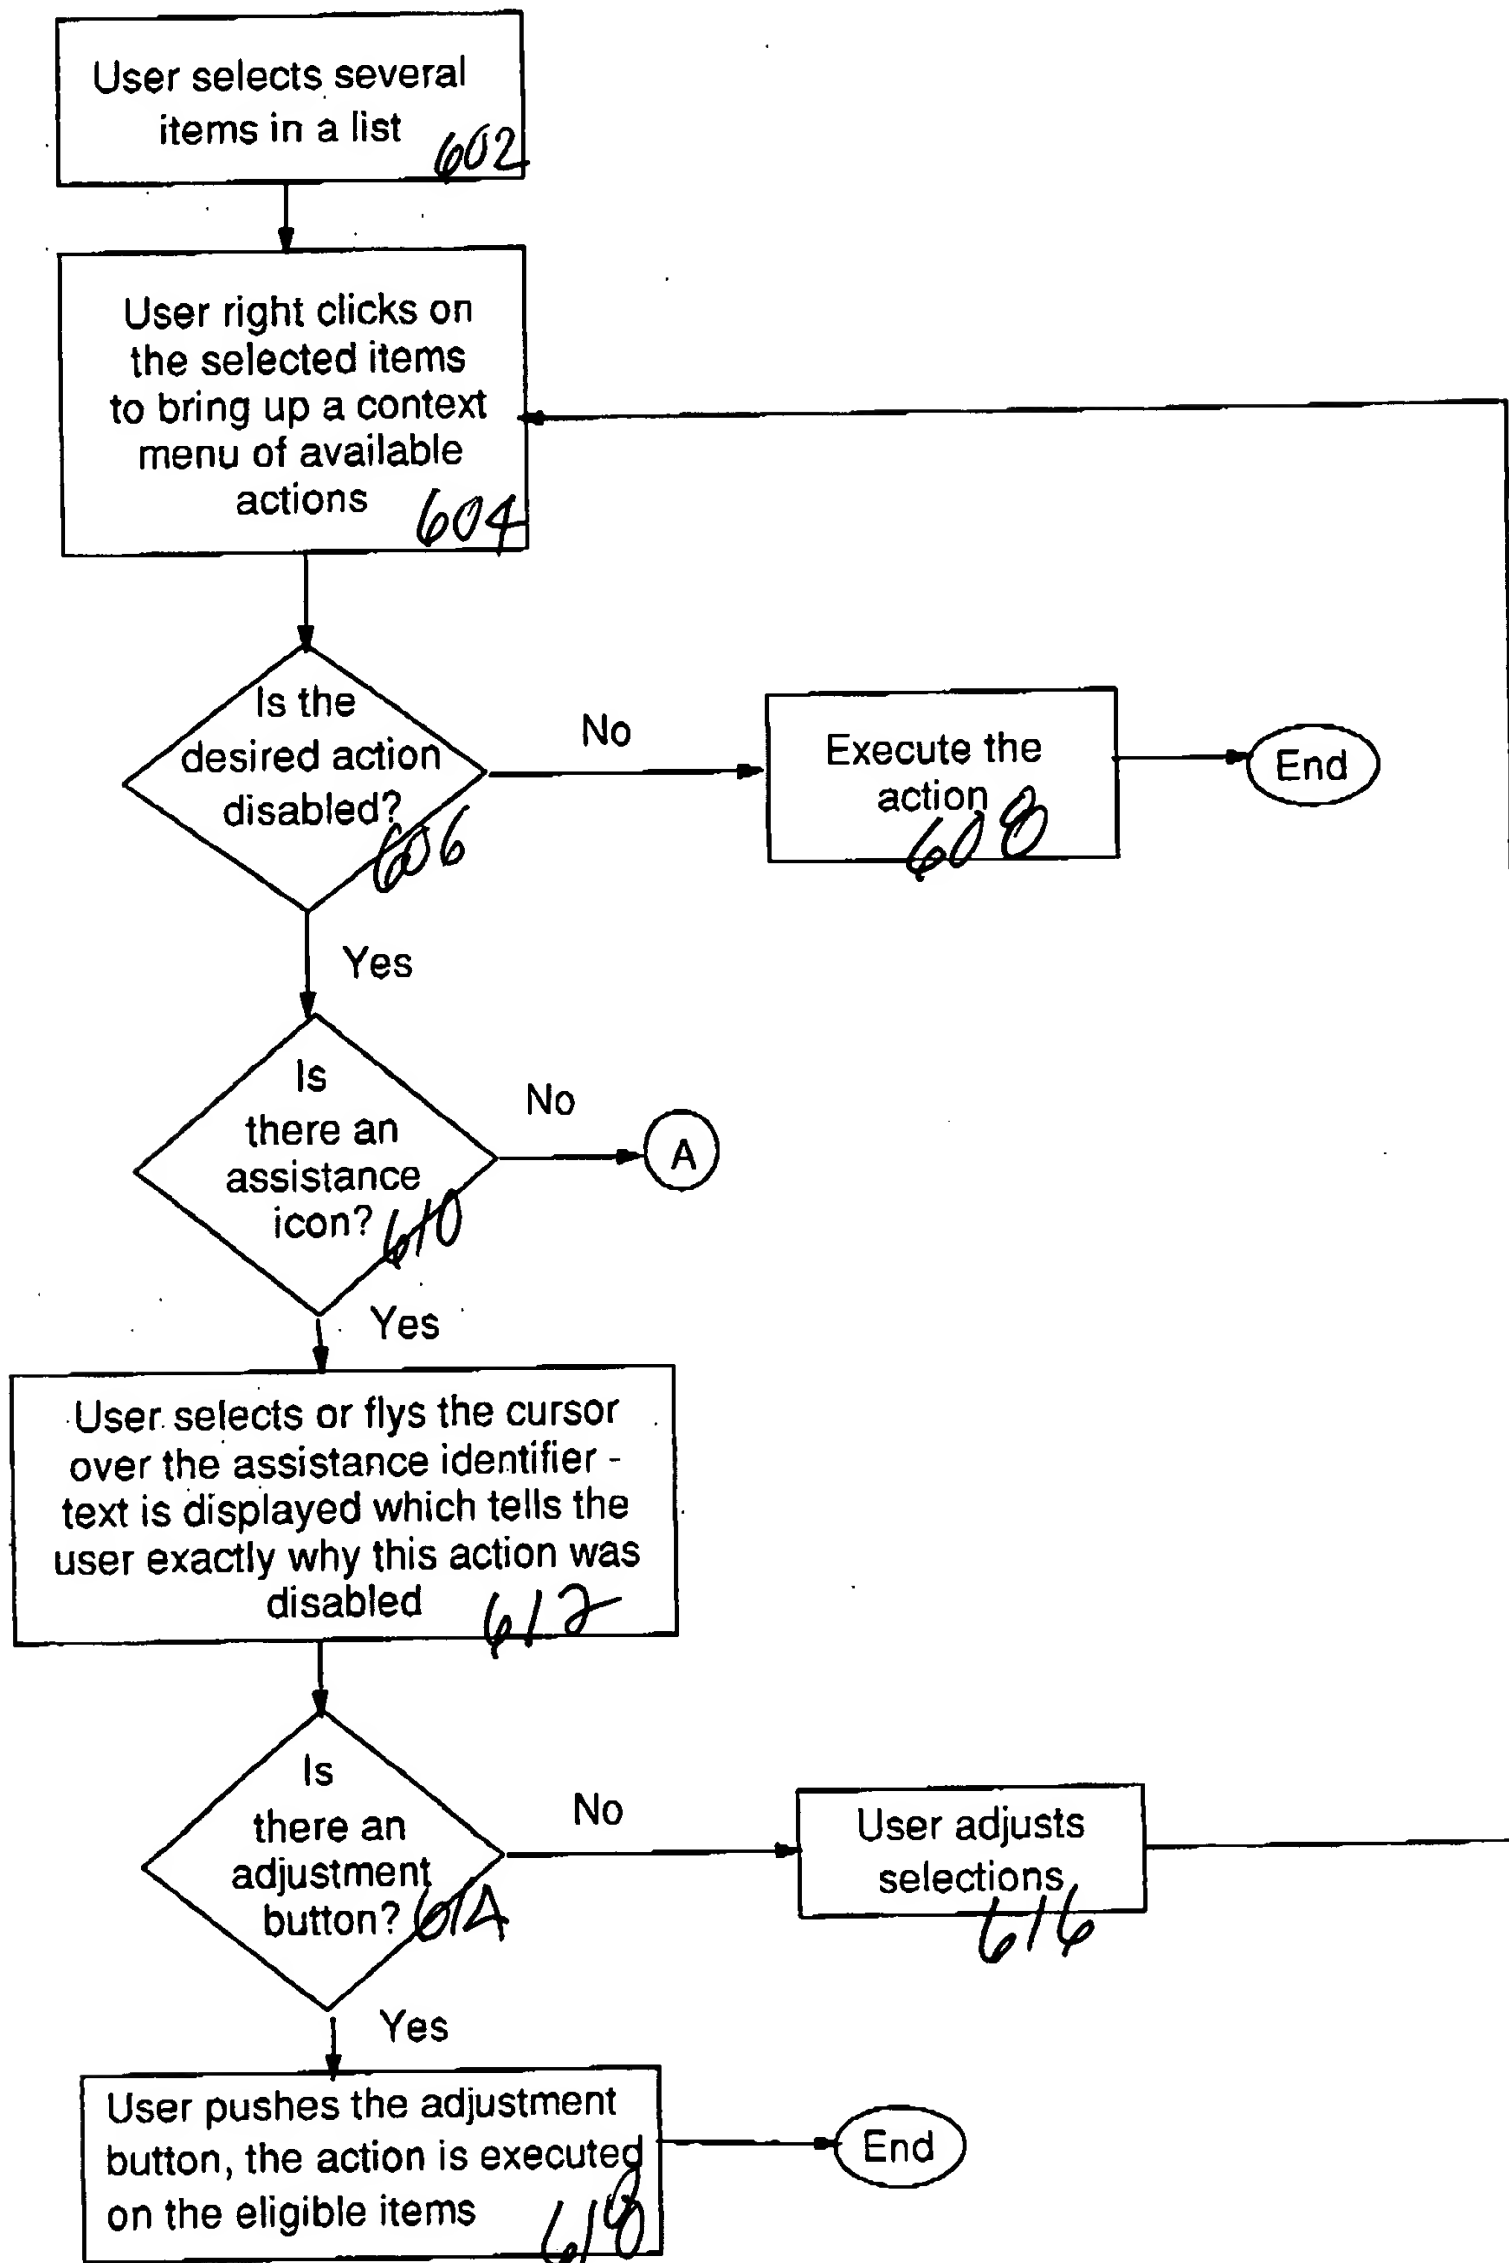 User selects several
items in a list
602
User right clicks on
the selected items
to bring up a context
menu of available
actions
604
Is the
desired action
disabled?
606
No
Execute the
action
608
End
Yes
Is
there an
assistance
icon?
610
No
A
Yes
User selects or flys the cursor
over the assistance identifier -
text is displayed which tells the
user exactly why this action was
disabled
612
Is
there an
adjustment
button?
614
No
User adjusts
selections
616
Yes
User pushes the adjustment
button, the action is executed
on the eligible items
618
End